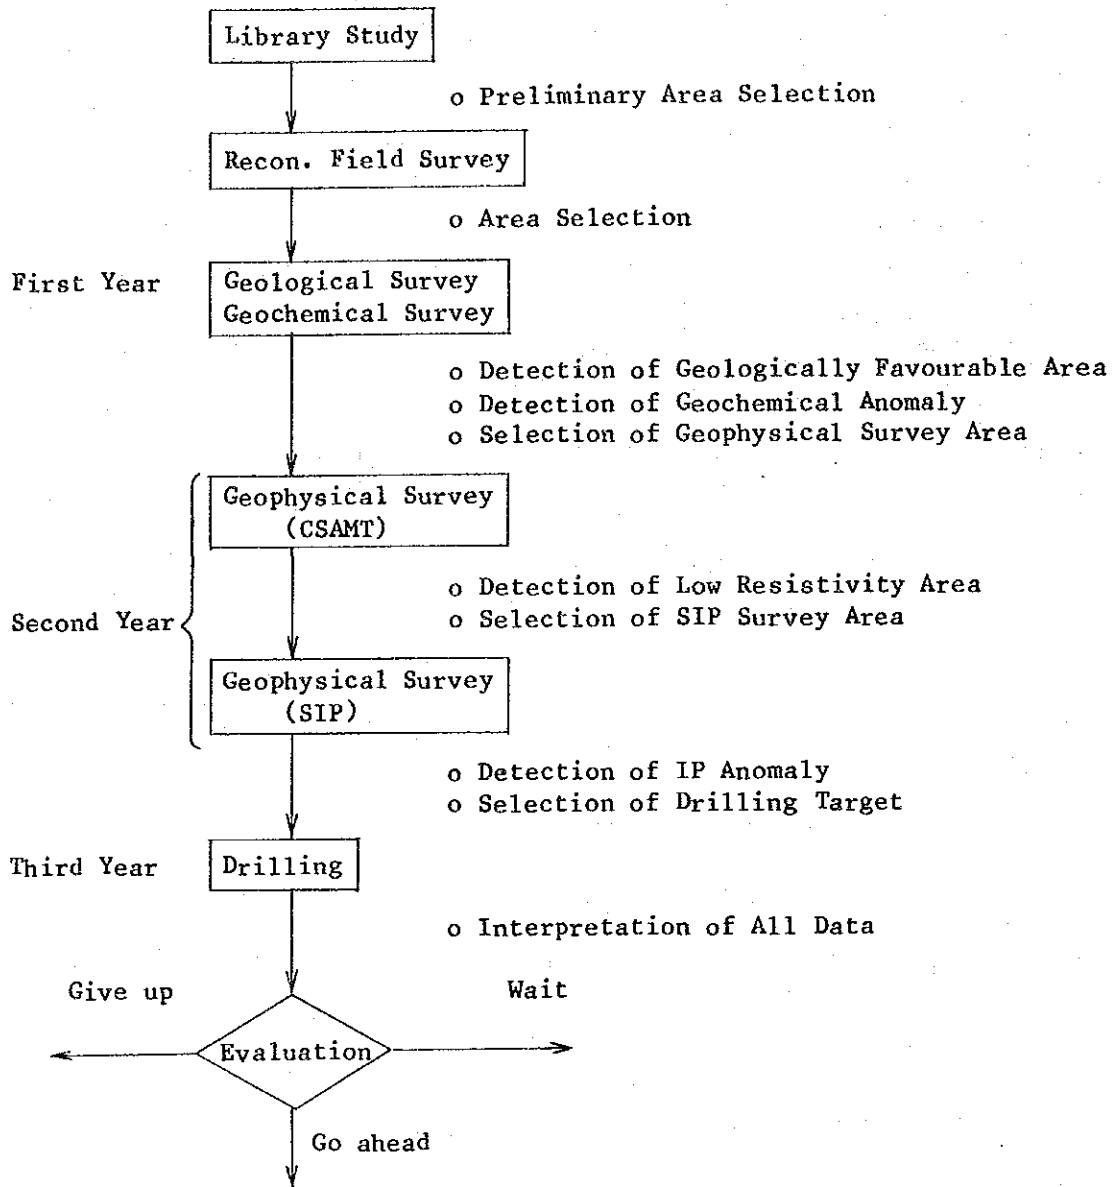 Library Study
o Preliminary Area Selection
Recon. Field Survey
o Area Selection
First Year
Geological Survey
Geochemical Survey
o Detection of Geologically Favourable Area
o Detection of Geochemical Anomaly
o Selection of Geophysical Survey Area
Geophysical Survey
(CSAMT)
o Detection of Low Resistivity Area
o Selection of SIP Survey Area
Second Year
Geophysical Survey
(SIP)
o Detection of IP Anomaly
o Selection of Drilling Target
Third Year
Drilling
o Interpretation of All Data
Give up
Wait
Evaluation
Go ahead